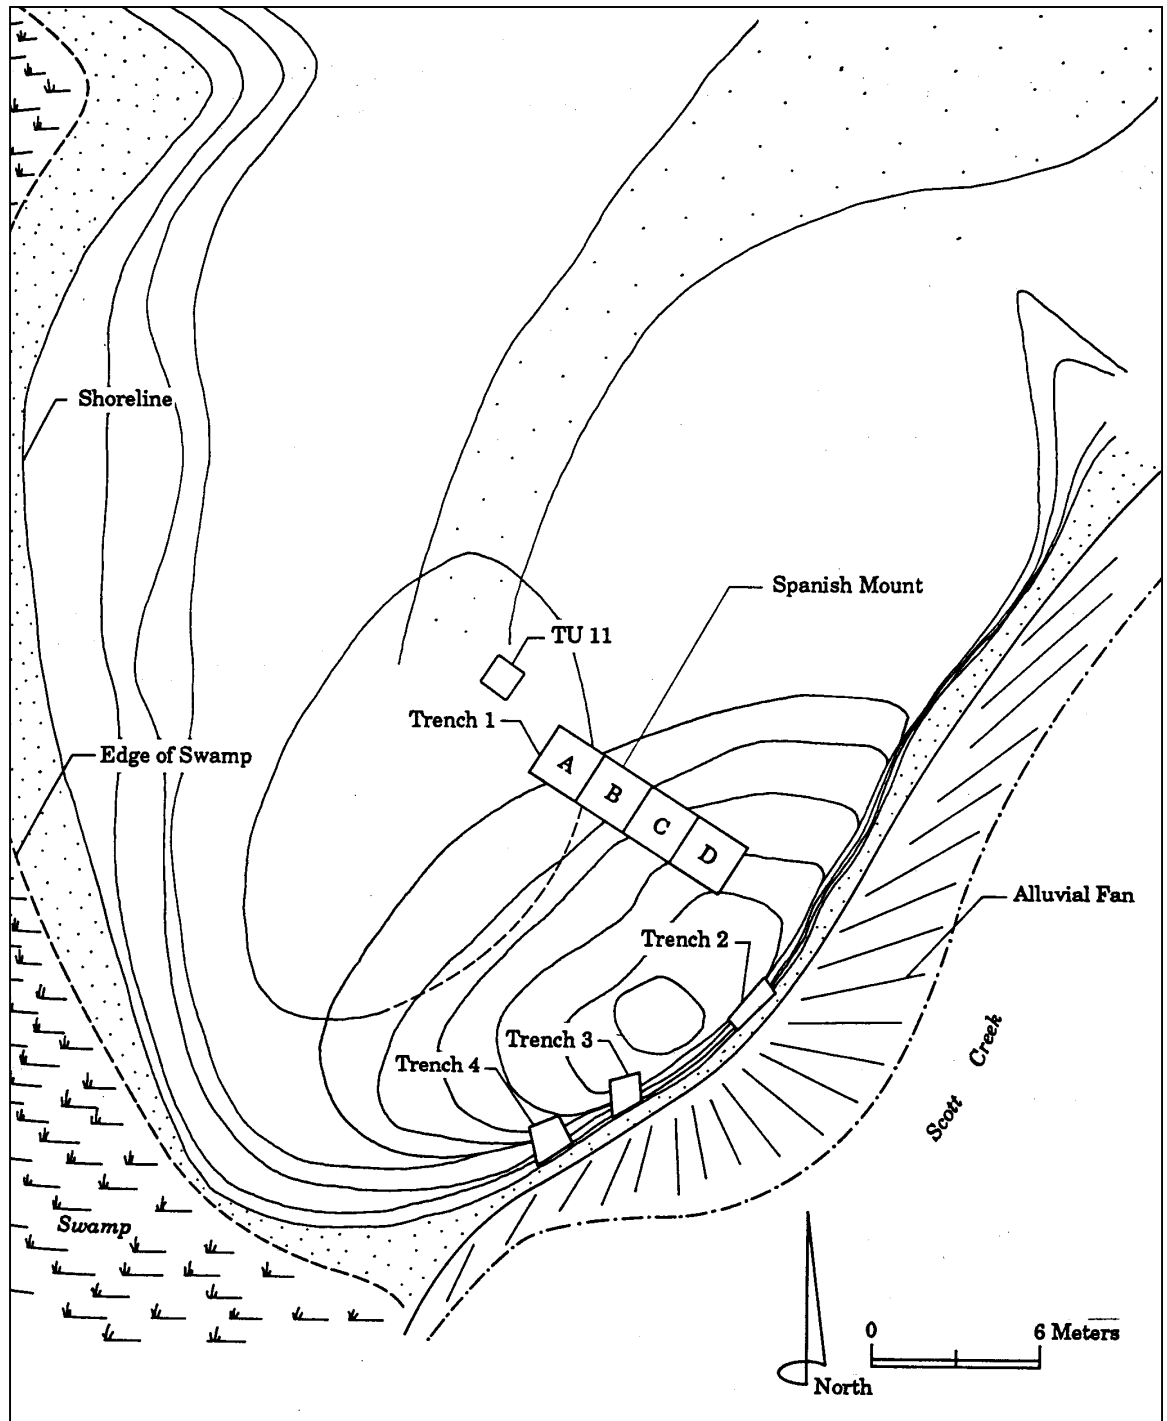 Shoreline
Spanish Mount
TU 11
Trench 1
Edge of Swamp
A
B
C
D
Alluvial Fan
Trench 2
Trench 3
Trench 4
Scott Creek
Swamp
0 6 Meters
North